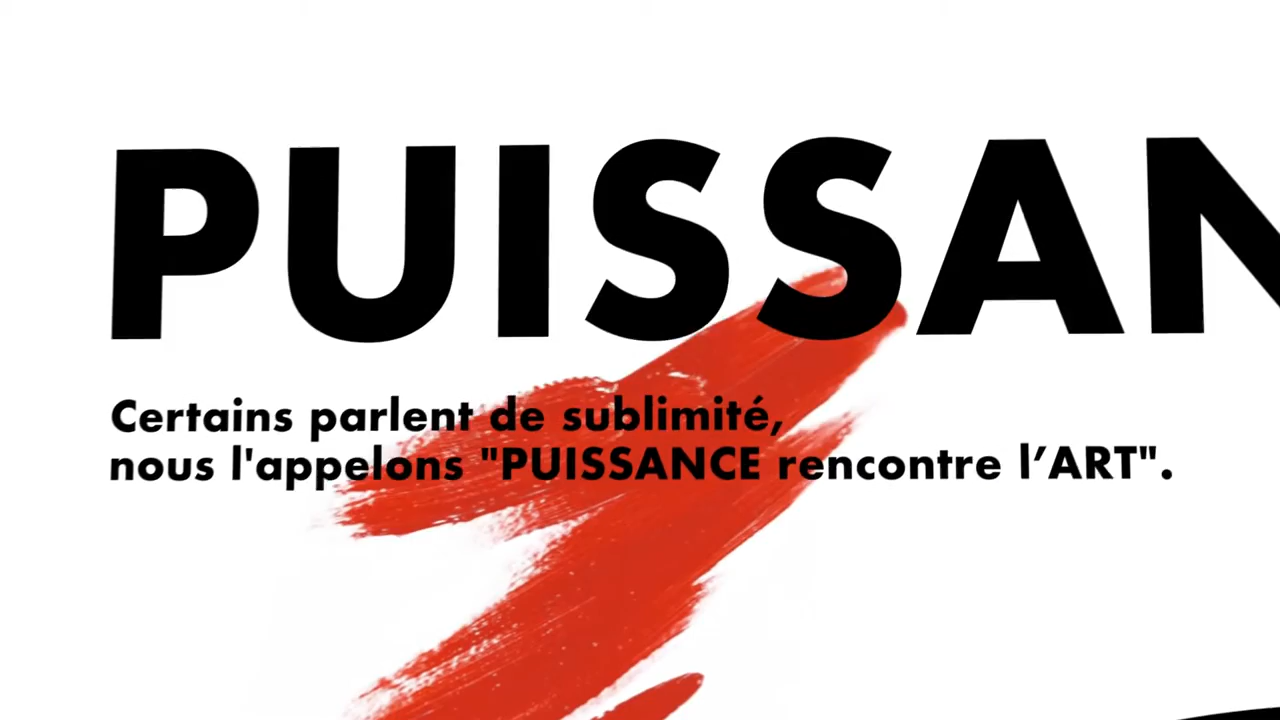 PUISSAN
Certains parlent de sublimité,
nous l'appelons "PUISSANCE rencontre l’ART".